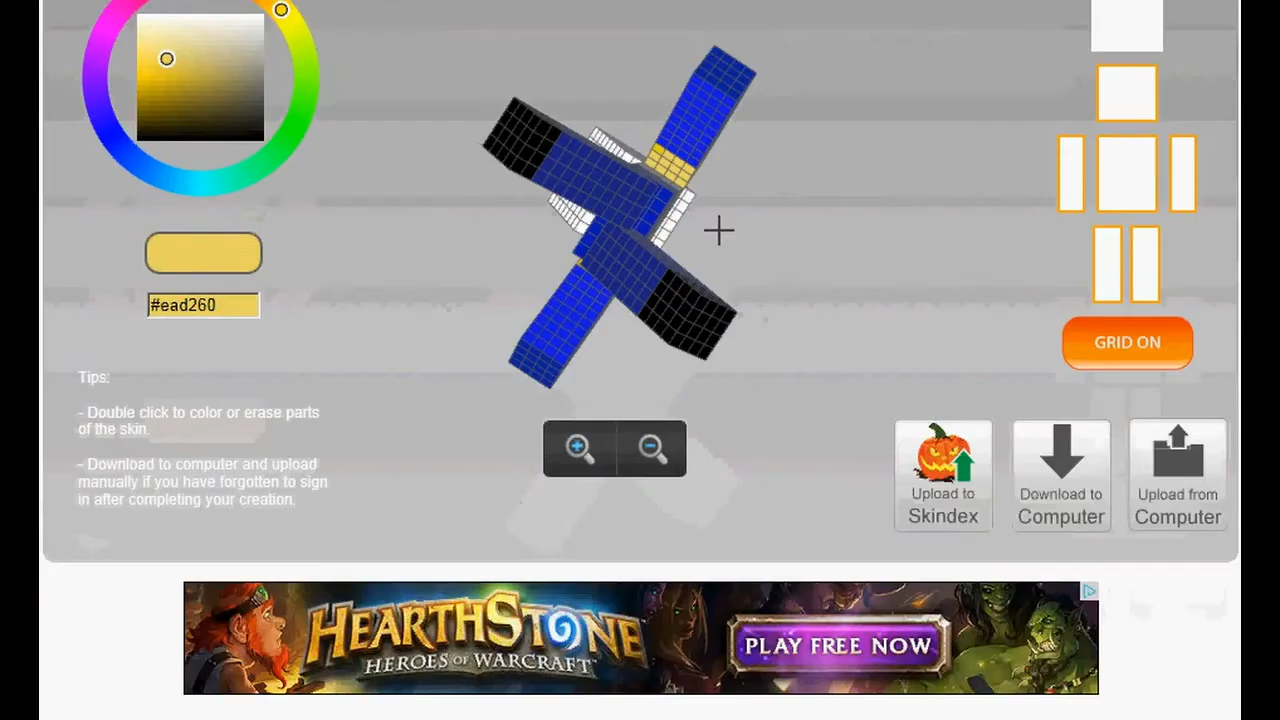 #ead260
Tips:
- Double click to color or erase parts
of the skin.
- Download to computer and upload
manually if you have forgotten to sign
in after completing your creation.
GRID ON
Upload to
Skindex
Download to
Computer
Upload from
Computer
HEARTHSTONE
HEROES OF WARCRAFT
PLAY FREE NOW